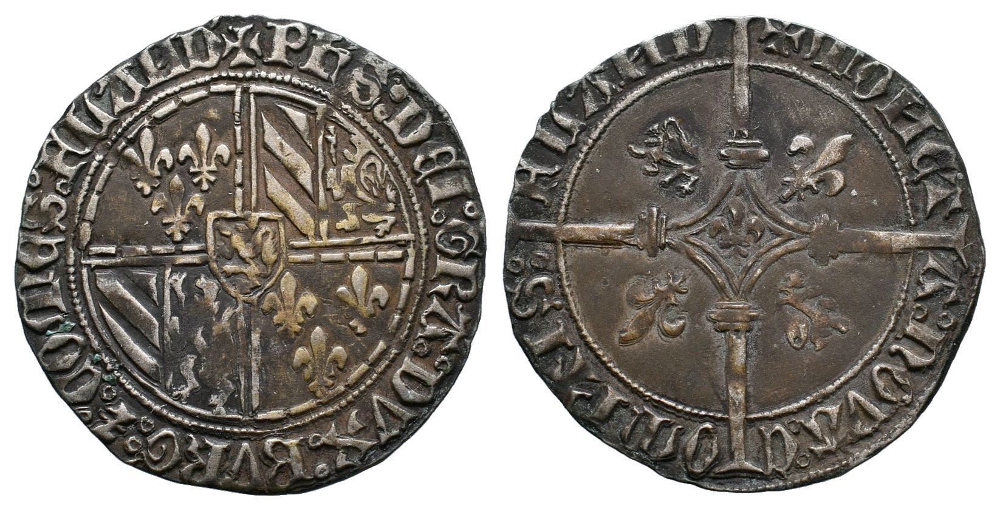 ✠ PHS : DEI : GRA : DVX : BVRG : Z : COMES : FLAND
✠ MONETA : NOVA : COMITIS : FLAND